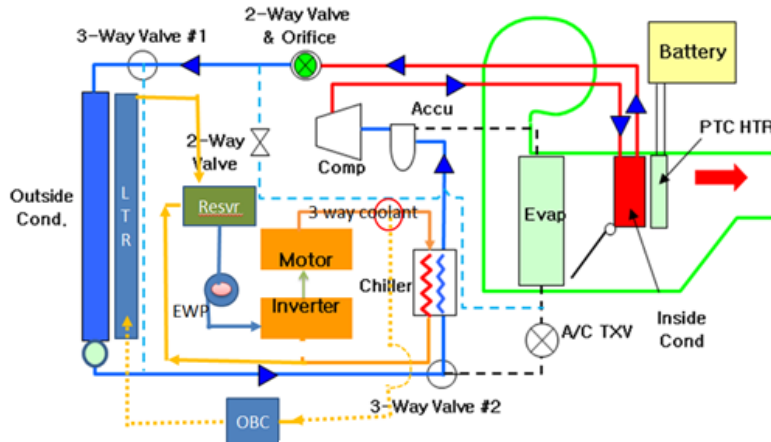 3-Way Valve #1
2-Way Valve
& Orifice
Battery
Accu
PTC HTR
2-Way
Valve
Comp
Outside
Cond.
LTR
Resvr
3 way coolant
Evap
Motor
Chiller
EWP
Inverter
A/C TXV
Inside
Cond
3-Way Valve #2
OBC